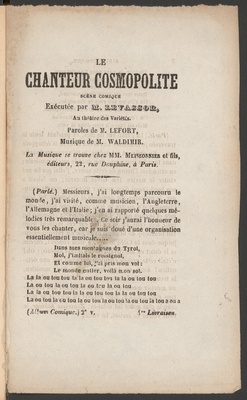 LE
CHANTEUR COSMOPOLITE
SCÈNE COMIQUE
Exécutée par M. LEVASSOR,
Au théâtre des Variétés.
Paroles de M. LEFORT,
Musique de M. WALDIMIR.
La Musique se trouve chez MM. MEISSONNIER et fils,
éditeurs, 22, rue Dauphine, à Paris.
(Parlé.) Messieurs, j'ai longtemps parcouru le
monde, j'ai visité, comme musicien, l'Angleterre,
l'Allemagne et l'Italie; j'en ai rapporté quelques mé-
lodies très remarquables. Ce soir j'aurai l'honneur de
vous les chanter, car je suis doué d'une organisation
essentiellement musicale.....
Dans mes montagnes du Tyrol,
Moi, j'imitais le rossignol,
Et comme lui, j'ai pris mon vol:
Le monde entier, voilà mon sol.
La la ou tou tou la la ou tou tou la la tou tou
La la ou tou tou la la ou tou la ou tou
La la ou tou tou la la ou tou tou la la ou tou tou
La ou tou la ou tou la ou tou la ou tou la ou tou la tou a ou a
(Album Comique.) 2e v.
1re Livraison.